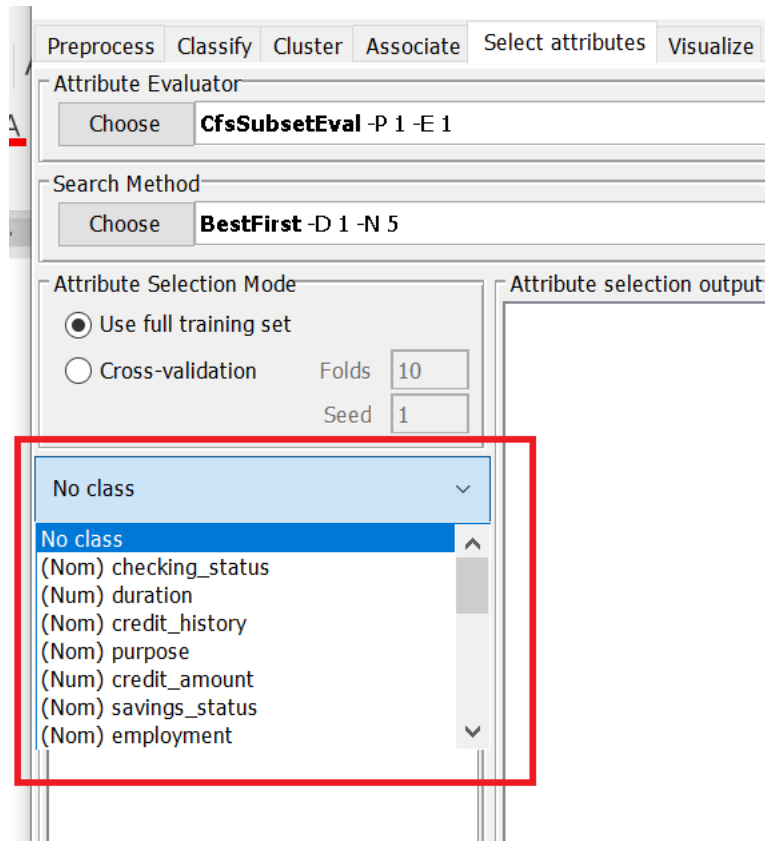 Preprocess Classify Cluster Associate Select attributes Visualize
Attribute Evaluator
Choose CfsSubsetEval -P 1 -E 1
Search Method
Choose BestFirst -D 1 -N 5
Attribute Selection Mode
Use full training set
Cross-validation Folds 10
Seed 1
Attribute selection output
No class
No class
(Nom) checking_status
(Num) duration
(Nom) credit_history
(Nom) purpose
(Num) credit_amount
(Nom) savings_status
(Nom) employment